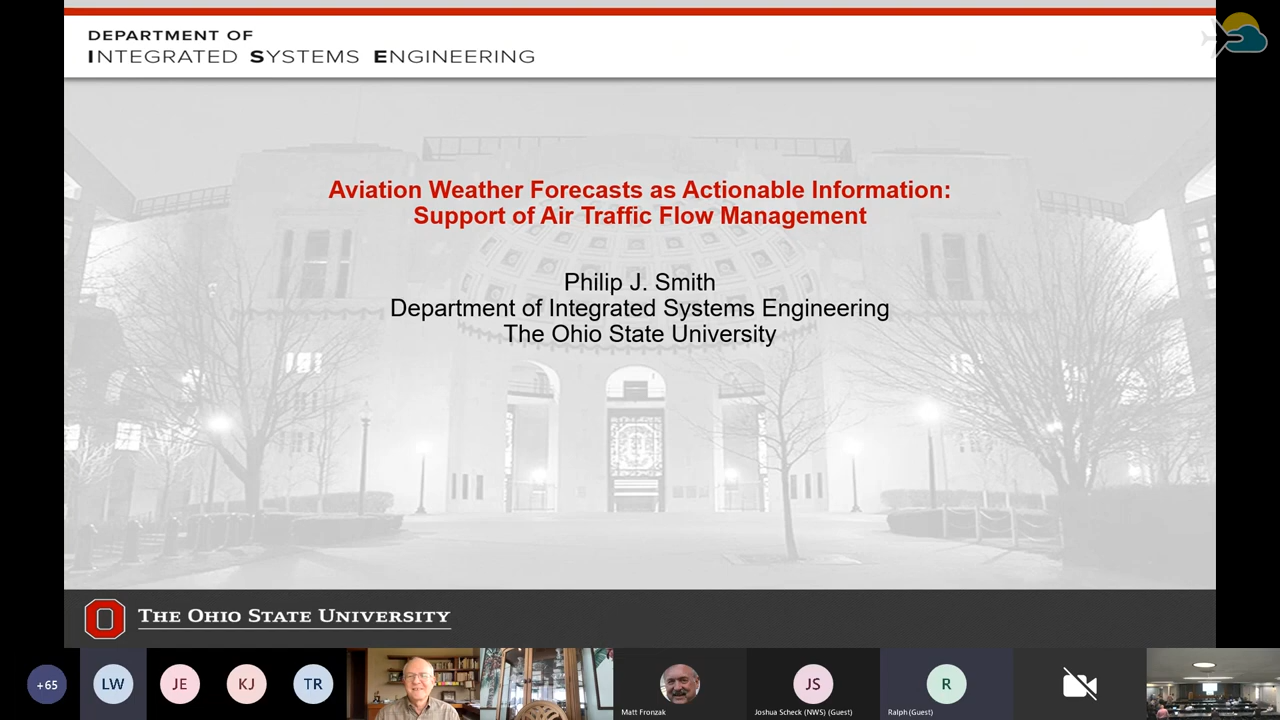 DEPARTMENT OF
INTEGRATED SYSTEMS ENGINEERING
Aviation Weather Forecasts as Actionable Information:
Support of Air Traffic Flow Management
Philip J. Smith
Department of Integrated Systems Engineering
The Ohio State University
THE OHIO STATE UNIVERSITY
+65
LW
JE
KJ
TR
Matt Fronzak
JS
Joshua Scheck (NWS) (Guest)
R
Ralph (Guest)